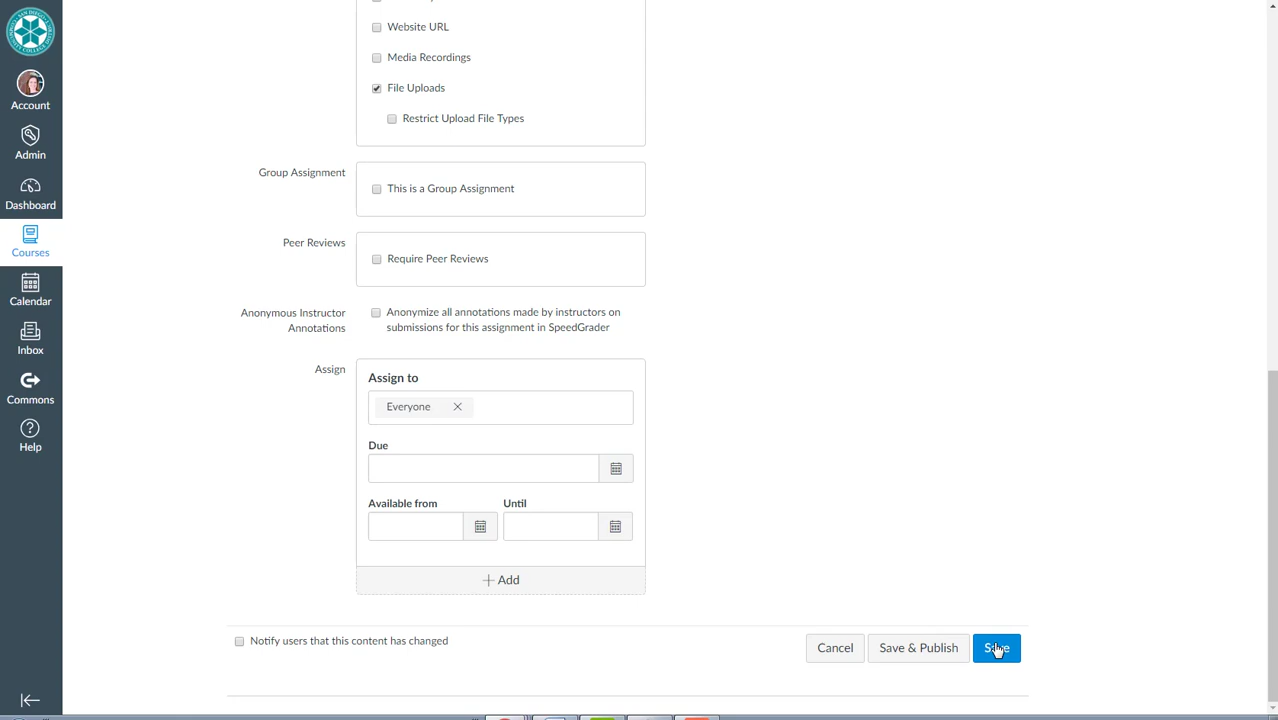 Website URL
Media Recordings
File Uploads
Restrict Upload File Types
Group Assignment
This is a Group Assignment
Peer Reviews
Require Peer Reviews
Anonymous Instructor
Annotations
Anonymize all annotations made by instructors on
submissions for this assignment in SpeedGrader
Assign
Assign to
Everyone
Due
Available from
Until
Add
Notify users that this content has changed
Cancel
Save & Publish
Save
Account
Admin
Dashboard
Courses
Calendar
Inbox
Commons
Help